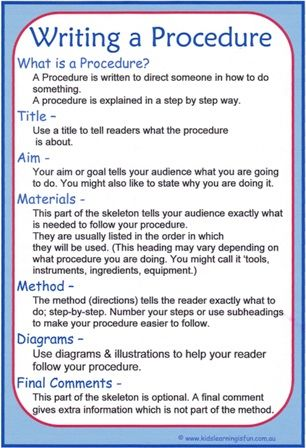 Writing a Procedure
What is a Procedure?
A Procedure is written to direct someone in how to do
something.
A procedure is explained in a step by step way.
Title –
Use a title to tell readers what the procedure
is about.
Aim -
Your aim or goal tells your audience what you are going
to do. You might also like to state why you are doing it.
Materials -
This part of the skeleton tells your audience exactly what
is needed to follow your procedure.
They are usually listed in the order in which
they will be used. (This heading may vary depending on
what procedure you are doing. You might call it ‘tools,
instruments, ingredients, equipment.)
Method –
The method (directions) tells the reader exactly what to
do; step-by-step. Number your steps or use subheadings
to make your procedure easier to follow.
Diagrams –
Use diagrams & illustrations to help your reader
follow your procedure.
Final Comments -
This part of the skeleton is optional. A final comment
gives extra information which is not part of the method.
© www.kidslearningisfun.com.au